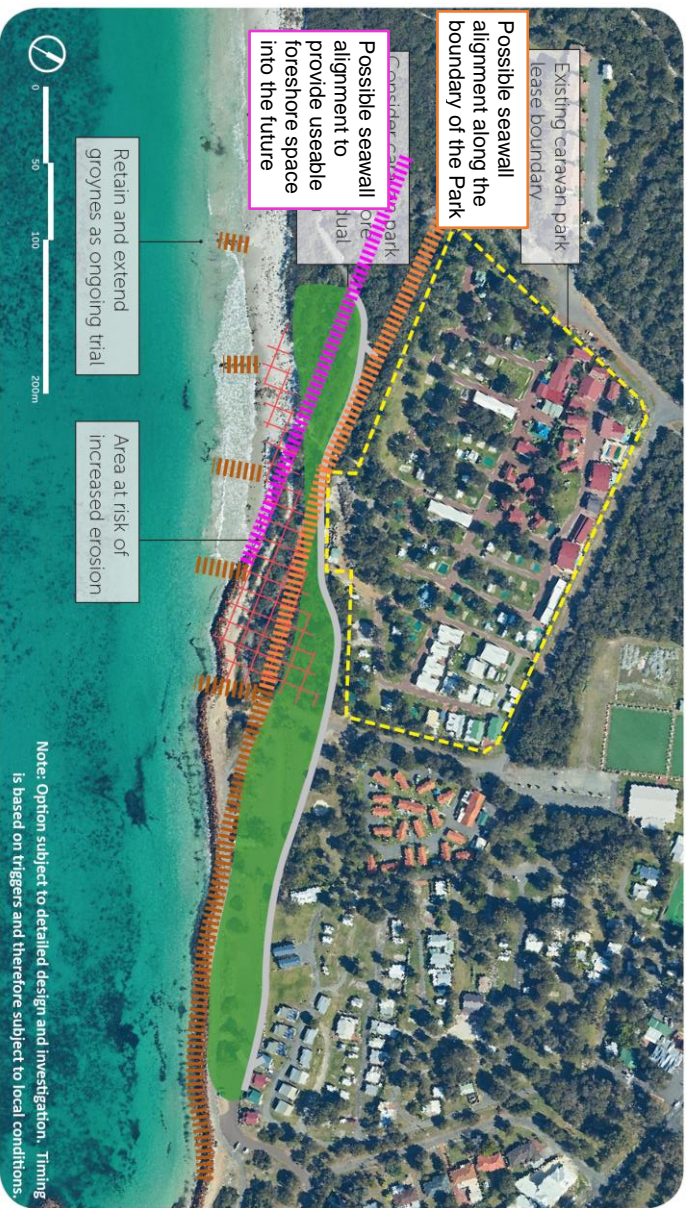 Existing caravan park
lease boundary
Possible seawall
alignment along the
boundary of the Park
Consider park
Possible seawall
alignment to
provide useable
foreshore space
into the future
0
50
100
200m
Retain and extend
groynes as ongoing trial
Area at risk of
increased erosion
Note: Option subject to detailed design and investigation. Timing
is based on triggers and therefore subject to local conditions.